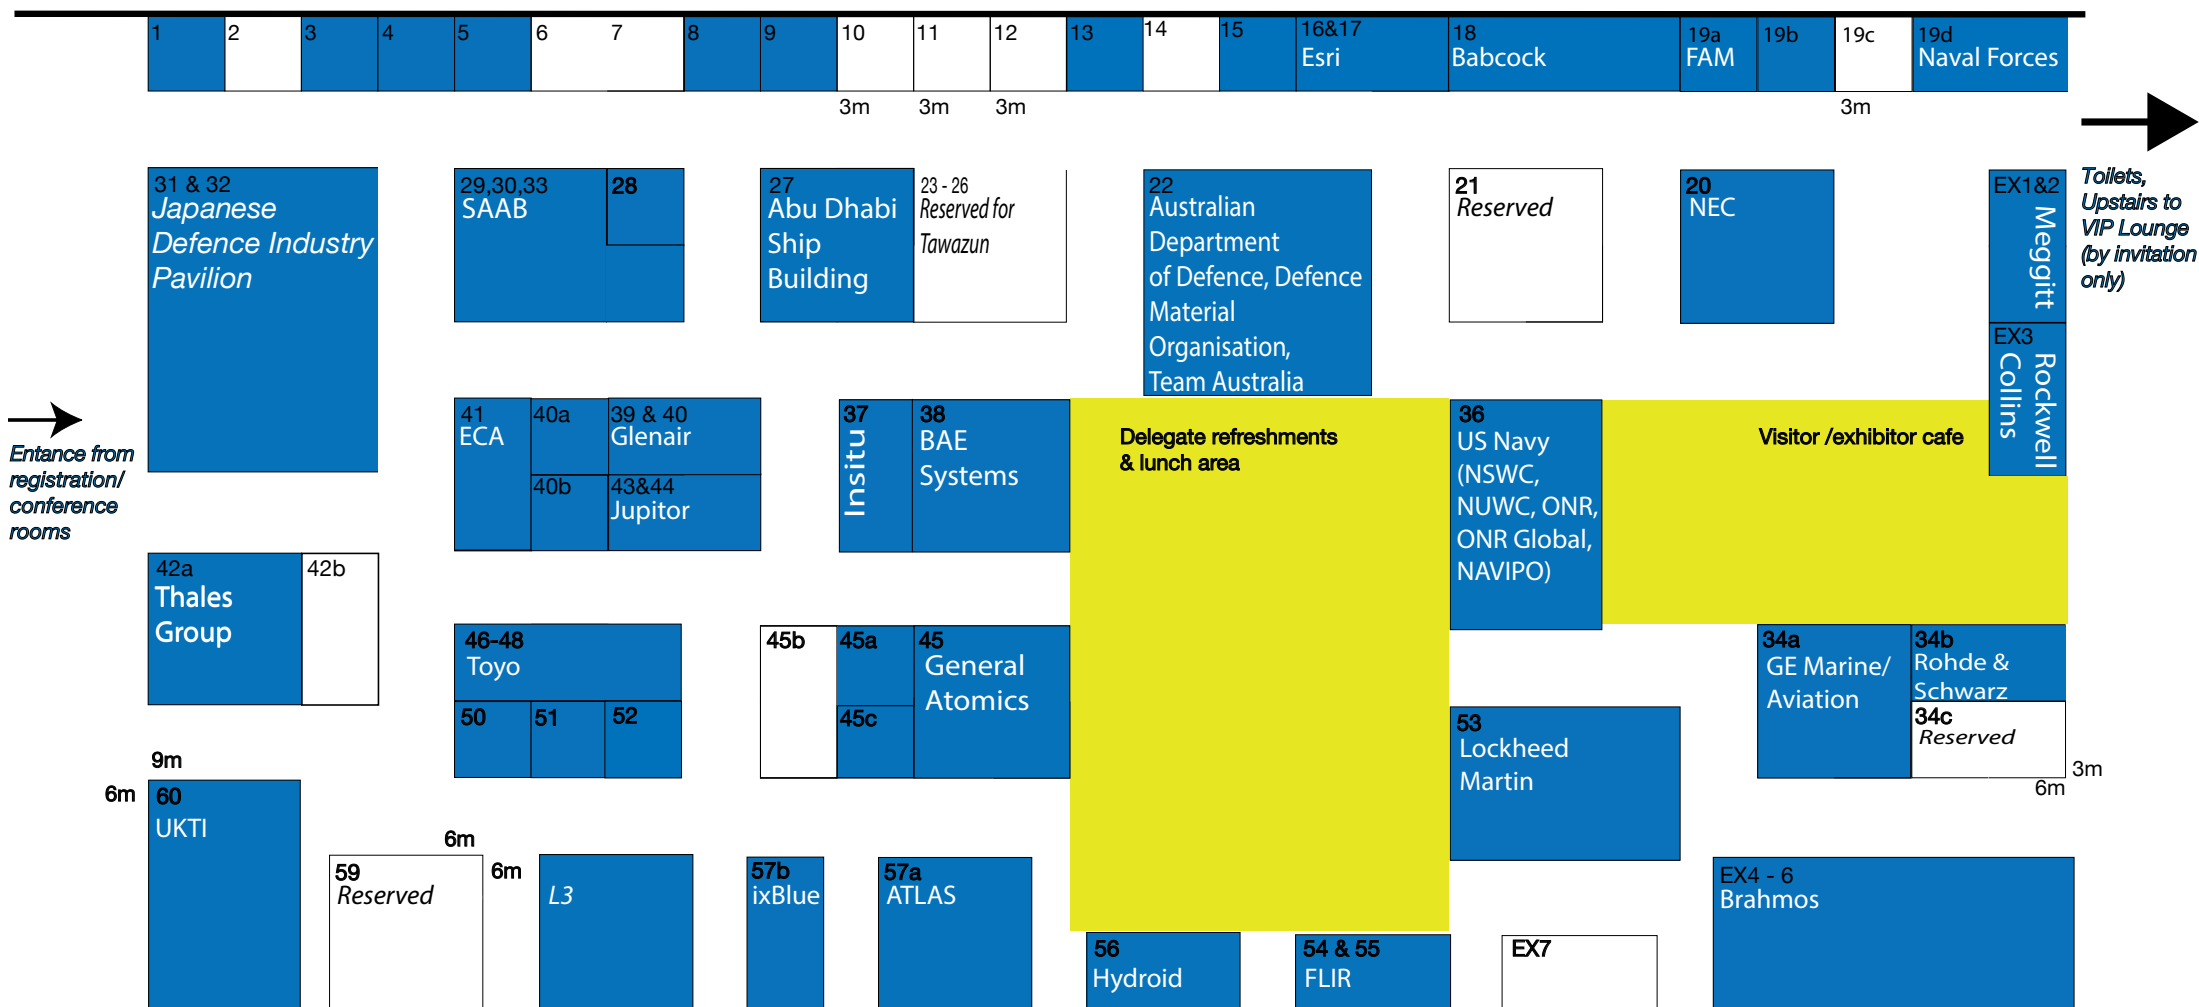 1
2
3
4
5
6
7
8
9
10
11
12
13
14
15
16&17
Esri
18
Babcock
19a
FAM
19b
19c
19d
Naval Forces
3m
3m
3m
3m
31 & 32
Japanese
Defence Industry
Pavilion
29,30,33
SAAB
28
27
Abu Dhabi
Ship
Building
23 - 26
Reserved for
Tawazun
22
Australian
Department
of Defence, Defence
Material
Organisation,
Team Australia
21
Reserved
20
NEC
EX1&2
Meggitt
EX3
Rockwell
Collins
Toilets,
Upstairs to
VIP Lounge
(by invitation
only)
Entance from
registration/
conference
rooms
41
ECA
40a
39 & 40
Glenair
40b
43&44
Jupitor
37
Insitu
38
BAE
Systems
Delegate refreshments
& lunch area
36
US Navy
(NSWC,
NUWC, ONR,
ONR Global,
NAVIPO)
Visitor /exhibitor cafe
42a
Thales
Group
42b
46-48
Toyo
50
51
52
45b
45a
45c
45
General
Atomics
34a
GE Marine/
Aviation
34b
Rohde &
Schwarz
34c
Reserved
3m
6m
53
Lockheed
Martin
9m
6m
60
UKTI
6m
6m
59
Reserved
L3
57b
ixBlue
57a
ATLAS
56
Hydroid
54 & 55
FLIR
EX7
EX4 - 6
Brahmos